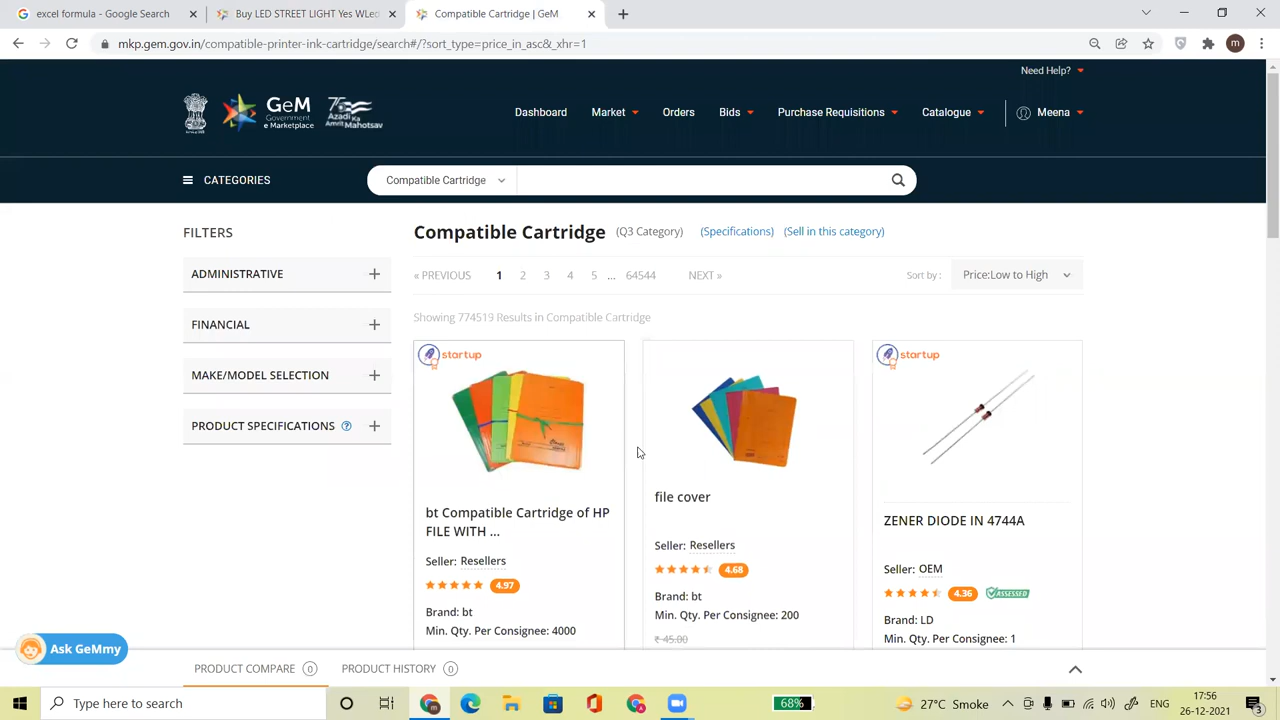 excel formula - Google Search
Buy LED STREET LIGHT Yes WLed
Compatible Cartridge | GeM
mkp.gem.gov.in/compatible-printer-ink-cartridge/search#/?sort_type=price_in_asc&_xhr=1
m
Need Help?
GeM
Government
e Marketplace
75
Azadi Ka
Amrit Mahotsav
Dashboard
Market
Orders
Bids
Purchase Requisitions
Catalogue
Meena
CATEGORIES
Compatible Cartridge
FILTERS
ADMINISTRATIVE
FINANCIAL
MAKE/MODEL SELECTION
PRODUCT SPECIFICATIONS
Compatible Cartridge (Q3 Category) (Specifications) (Sell in this category)
« PREVIOUS 1 2 3 4 5 ... 64544 NEXT »
Sort by : Price:Low to High
Showing 774519 Results in Compatible Cartridge
startup
bt Compatible Cartridge of HP
FILE WITH ...
Seller: Resellers
4.97
Brand: bt
Min. Qty. Per Consignee: 4000
file cover
Seller: Resellers
4.68
Brand: bt
Min. Qty. Per Consignee: 200
₹ 45.00
startup
ZENER DIODE IN 4744A
Seller: OEM
4.36 ASSESSED
Brand: LD
Min. Qty. Per Consignee: 1
Ask GeMmy
PRODUCT COMPARE 0
PRODUCT HISTORY 0
Type here to search
68%
27°C Smoke
ENG
17:56
26-12-2021
3